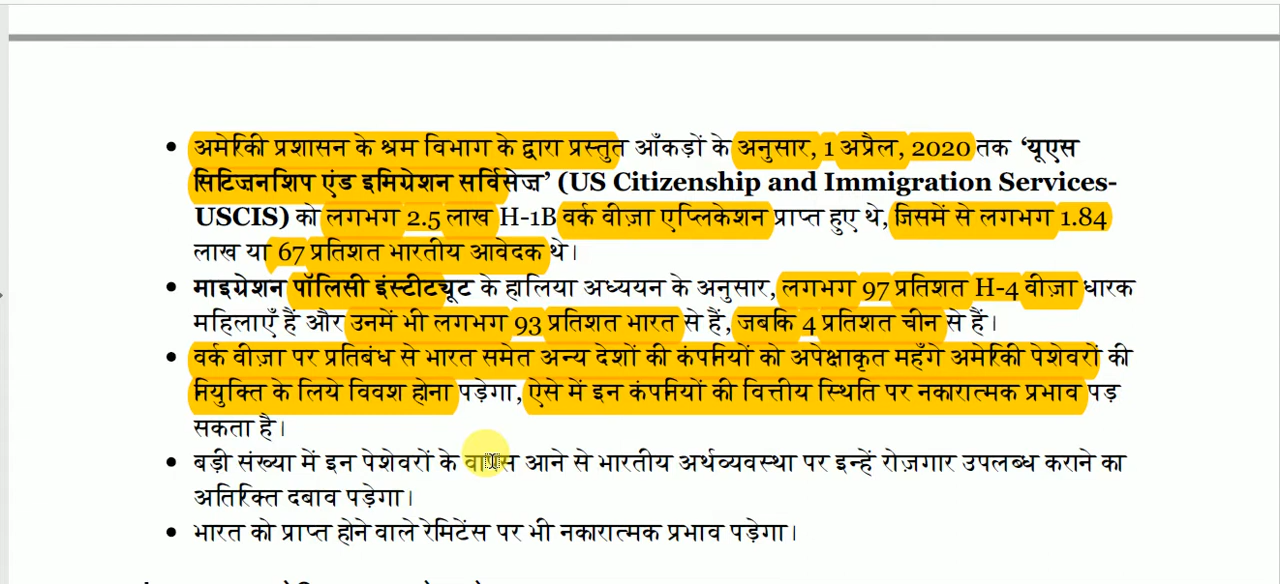 • अमेरिकी प्रशासन के श्रम विभाग के द्वारा प्रस्तुत आँकड़ों के अनुसार, 1 अप्रैल, 2020 तक ‘यूएस
सिटिजनशिप एंड इमिग्रेशन सर्विसेज’ (US Citizenship and Immigration Services-
USCIS) को लगभग 2.5 लाख H-1B वर्क वीज़ा एप्लिकेशन प्राप्त हुए थे, जिसमें से लगभग 1.84
लाख या 67 प्रतिशत भारतीय आवेदक थे।
• माइग्रेशन पॉलिसी इंस्टीट्यूट के हालिया अध्ययन के अनुसार, लगभग 97 प्रतिशत H-4 वीज़ा धारक
महिलाएँ हैं और उनमें भी लगभग 93 प्रतिशत भारत से हैं, जबकि 4 प्रतिशत चीन से हैं।
• वर्क वीज़ा पर प्रतिबंध से भारत समेत अन्य देशों की कंपनियों को अपेक्षाकृत महँगे अमेरिकी पेशेवरों की
नियुक्ति के लिये विवश होना पड़ेगा, ऐसे में इन कंपनियों की वित्तीय स्थिति पर नकारात्मक प्रभाव पड़
सकता है।
• बड़ी संख्या में इन पेशेवरों के वापस आने से भारतीय अर्थव्यवस्था पर इन्हें रोज़गार उपलब्ध कराने का
अतिरिक्त दबाव पड़ेगा।
• भारत को प्राप्त होने वाले रेमिटेंस पर भी नकारात्मक प्रभाव पड़ेगा।